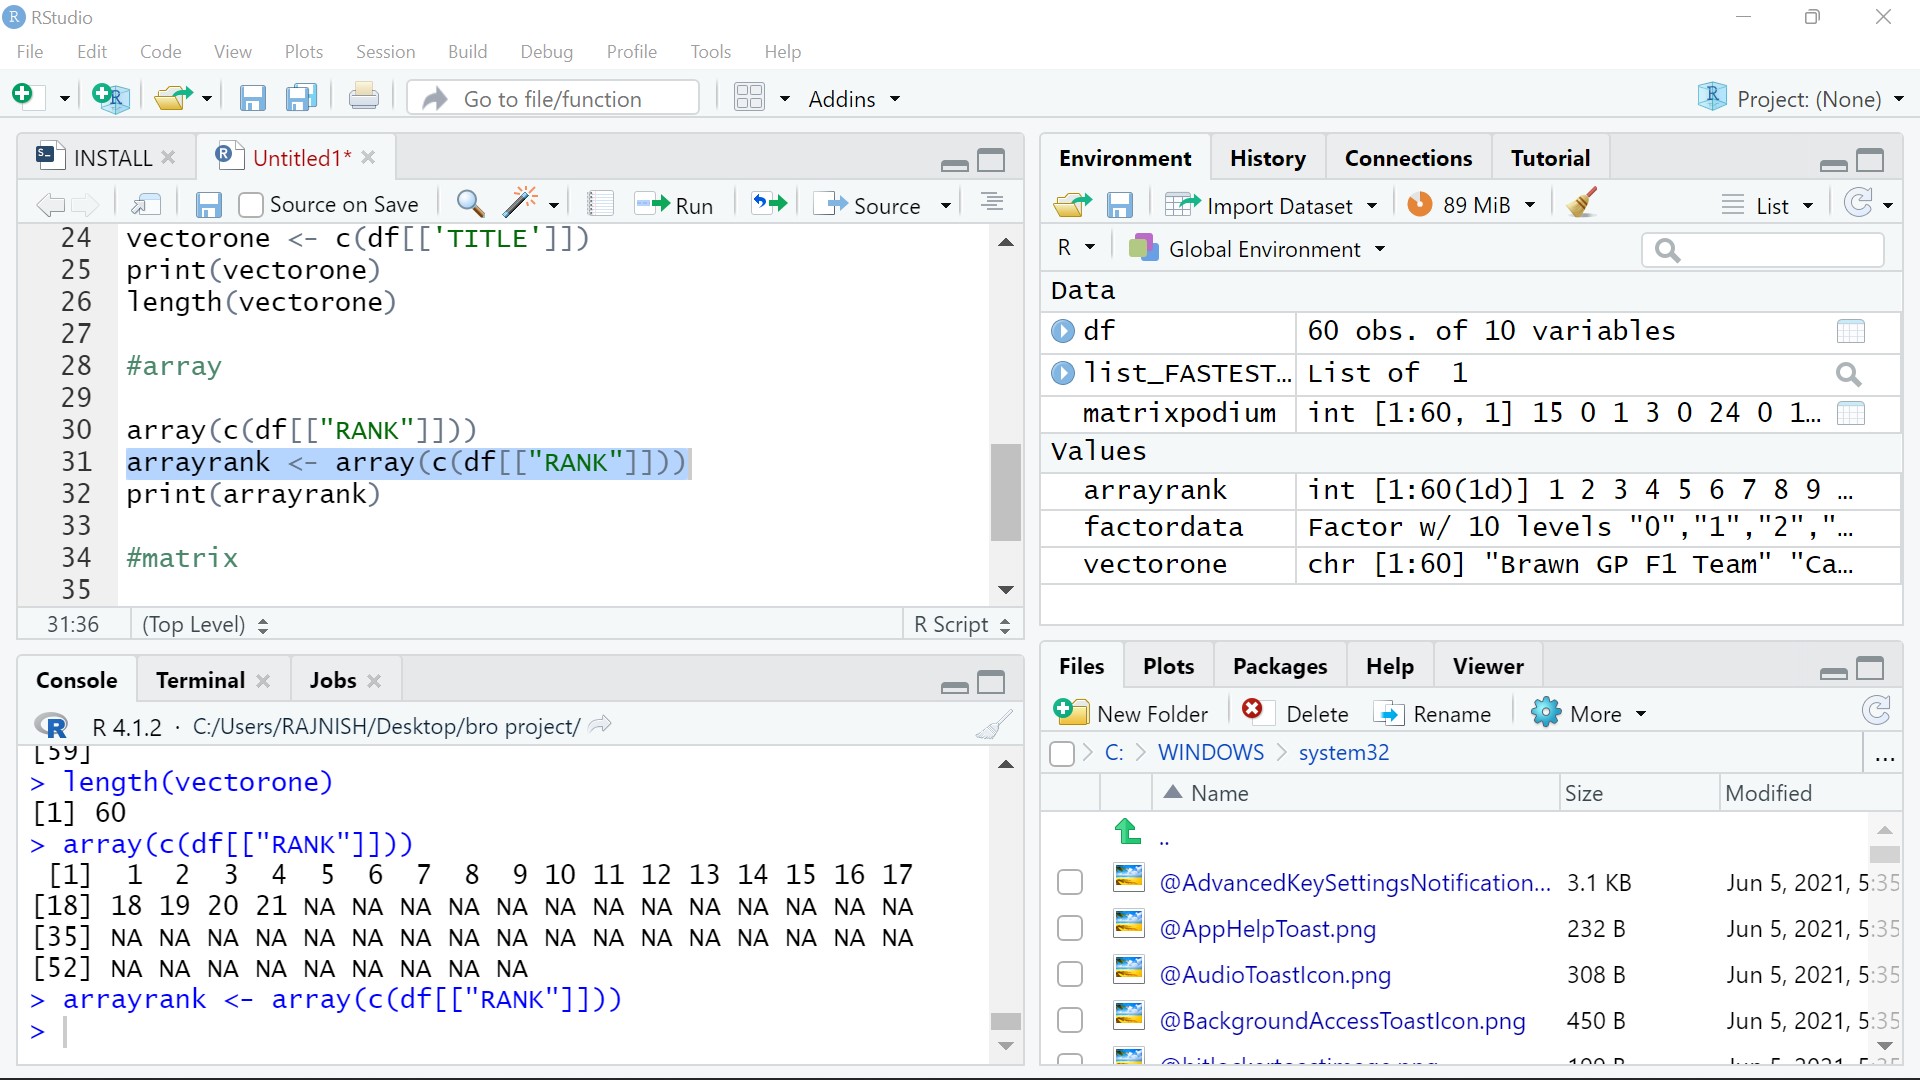 RStudio
File Edit Code View Plots Session Build Debug Profile Tools Help
Go to file/function Addins Project: (None)
INSTALL Untitled1*
Source on Save Run Source
24 vectorone <- c(df[['TITLE']])
25 print(vectorone)
26 length(vectorone)
27
28 #array
29
30 array(c(df[["RANK"]]))
31 arrayrank <- array(c(df[["RANK"]]))
32 print(arrayrank)
33
34 #matrix
35
31:36 (Top Level) R Script
Console Terminal Jobs
R 4.1.2 · C:/Users/RAJNISH/Desktop/bro project/
[59]
> length(vectorone)
[1] 60
> array(c(df[["RANK"]]))
[1] 1 2 3 4 5 6 7 8 9 10 11 12 13 14 15 16 17
[18] 18 19 20 21 NA NA NA NA NA NA NA NA NA NA NA NA NA
[35] NA NA NA NA NA NA NA NA NA NA NA NA NA NA NA NA NA
[52] NA NA NA NA NA NA NA NA NA
> arrayrank <- array(c(df[["RANK"]]))
>
Environment History Connections Tutorial
Import Dataset 89 MiB List
R Global Environment
Data
df 60 obs. of 10 variables
list_FASTEST… List of 1
matrixpodium int [1:60, 1] 15 0 1 3 0 24 0 1…
Values
arrayrank int [1:60(1d)] 1 2 3 4 5 6 7 8 9 …
factordata Factor w/ 10 levels "0","1","2","…
vectorone chr [1:60] "Brawn GP F1 Team" "Ca…
Files Plots Packages Help Viewer
New Folder Delete Rename More
C: WINDOWS system32 ...
Name Size Modified
..
@AdvancedKeySettingsNotification... 3.1 KB Jun 5, 2021, 5:35
@AppHelpToast.png 232 B Jun 5, 2021, 5:35
@AudioToastIcon.png 308 B Jun 5, 2021, 5:35
@BackgroundAccessToastIcon.png 450 B Jun 5, 2021, 5:35